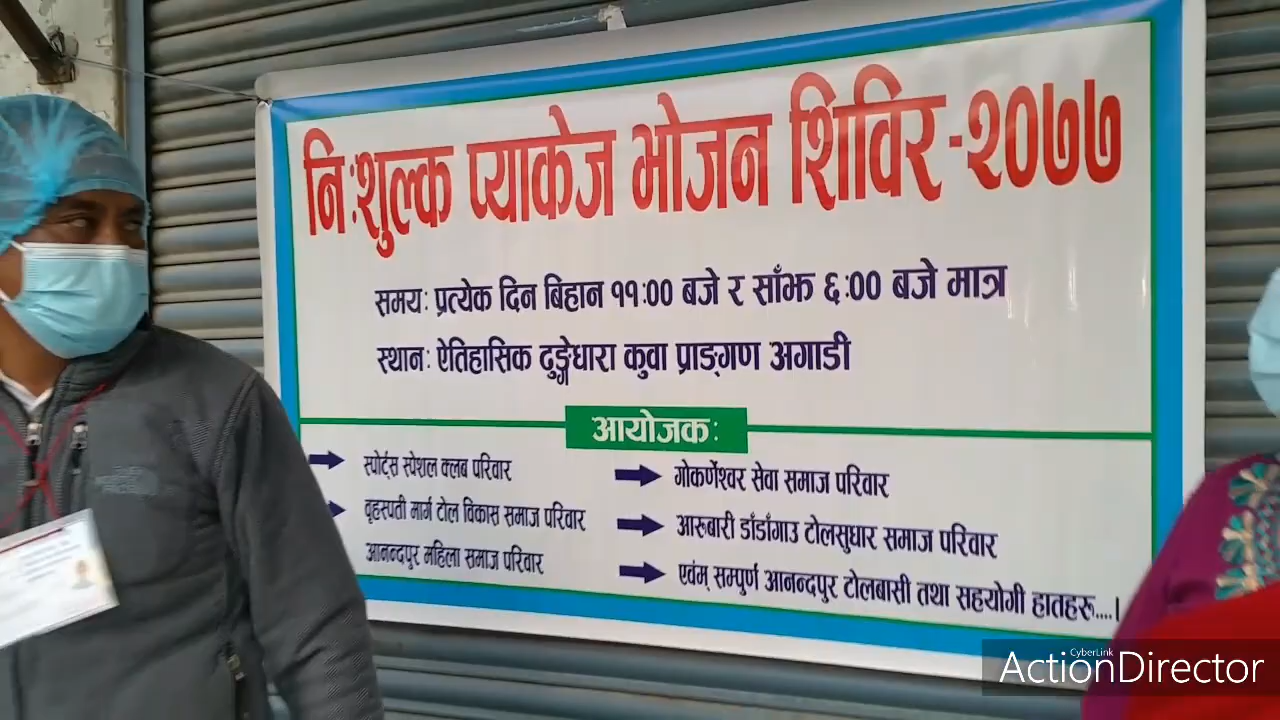 निःशुल्क प्याकेज भोजन शिविर-२०७७
समयः प्रत्येक दिन बिहान ११:00 बजे र साँझ ६:00 बजे मात्र
स्थानः ऐतिहासिक ढुङ्गेधारा कुवा प्राङ्गण अगाडी
आयोजकः
स्पोर्ट्स स्पेशल क्लब परिवार
वृहस्पती मार्ग टोल विकास समाज परिवार
आनन्दपुर महिला समाज परिवार
गोकर्णेश्वर सेवा समाज परिवार
आरुबारी डाँडाँगाउ टोलसुधार समाज परिवार
एवंम् सम्पुर्ण आनन्दपुर टोलबासी तथा सहयोगी हातहरू....।
CyberLink
ActionDirector